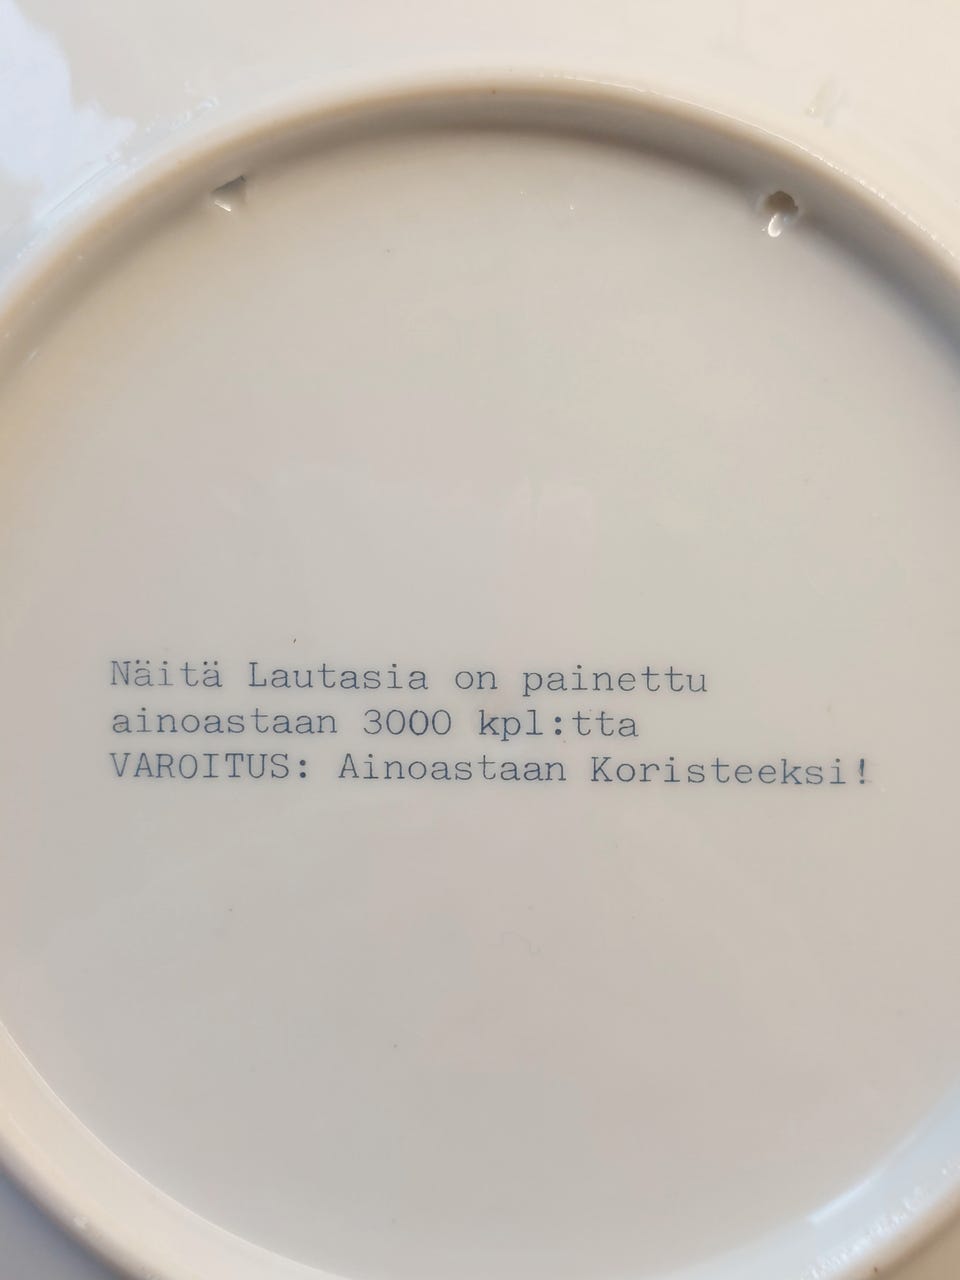 Näitä Lautasia on painettu
ainoastaan 3000 kpl:tta
VAROITUS: Ainoastaan Koristeeksi!